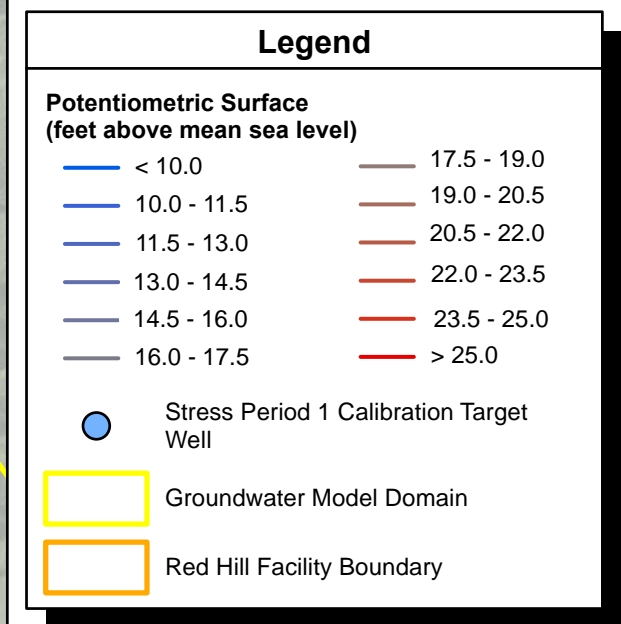 Legend
Potentiometric Surface
(feet above mean sea level)
< 10.0
10.0 - 11.5
11.5 - 13.0
13.0 - 14.5
14.5 - 16.0
16.0 - 17.5
17.5 - 19.0
19.0 - 20.5
20.5 - 22.0
22.0 - 23.5
23.5 - 25.0
> 25.0
Stress Period 1 Calibration Target
Well
Groundwater Model Domain
Red Hill Facility Boundary